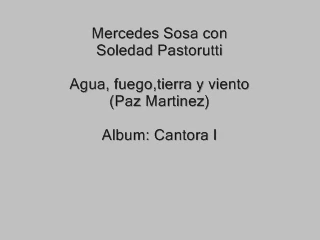 Mercedes Sosa con
Soledad Pastorutti
Agua, fuego,tierra y viento
(Paz Martinez)
Album: Cantora I